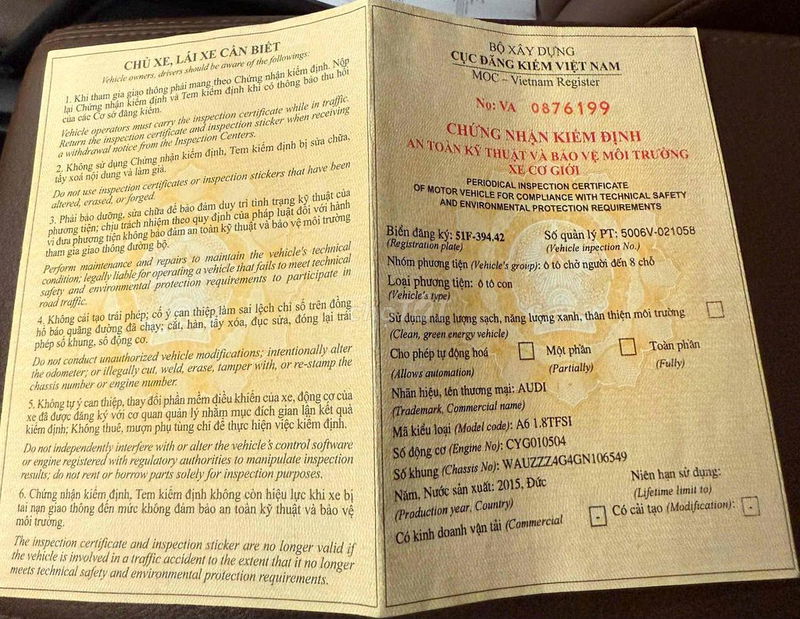 CHỦ XE, LÁI XE CẦN BIẾT
Vehicle owners, drivers should be aware of the followings:
1. Khi tham gia giao thông phải mang theo Chứng nhận kiểm định. Nộp
lại Chứng nhận kiểm định và Tem kiểm định khi có thông báo thu hồi
của các Cơ sở đăng kiểm.
Vehicle operators must carry the inspection certificate while in traffic.
Return the inspection certificate and inspection sticker when receiving
a withdrawal notice from the Inspection Centers.
2. Không sử dụng Chứng nhận kiểm định, Tem kiểm định bị sửa chữa,
tẩy xoá nội dung và làm giả.
Do not use inspection certificates or inspection stickers that have been
altered, erased, or forged.
3. Phải bảo dưỡng, sửa chữa để bảo đảm duy trì tình trạng kỹ thuật của
phương tiện; chịu trách nhiệm theo quy định của pháp luật đối với hành
vi đưa phương tiện không bảo đảm an toàn kỹ thuật và bảo vệ môi trường
tham gia giao thông đường bộ.
Perform maintenance and repairs to maintain the vehicle's technical
condition; legally liable for operating a vehicle that fails to meet technical
safety and environmental protection requirements to participate in
road traffic.
4. Không cải tạo trái phép; cố ý can thiệp làm sai lệch chỉ số trên đồng
hồ báo quãng đường đã chạy; cắt, hàn, tẩy xóa, đục sửa, đóng lại trái
phép số khung, số động cơ.
Do not conduct unauthorized vehicle modifications; intentionally alter
the odometer; or illegally cut, weld, erase, tamper with, or re-stamp the
chassis number or engine number.
5. Không tự ý can thiệp, thay đổi phần mềm điều khiển của xe, động cơ của
xe đã được đăng ký với cơ quan quản lý nhằm mục đích gian lận kết quả
kiểm định; Không thuê, mượn phụ tùng chỉ để thực hiện việc kiểm định.
Do not independently interfere with or alter the vehicle's control software
or engine registered with regulatory authorities to manipulate inspection
results; do not rent or borrow parts solely for inspection purposes.
6. Chứng nhận kiểm định, Tem kiểm định không còn hiệu lực khi xe bị
tai nạn giao thông đến mức không đảm bảo an toàn kỹ thuật và bảo vệ
môi trường.
The inspection certificate and inspection sticker are no longer valid if
the vehicle is involved in a traffic accident to the extent that it no longer
meets technical safety and environmental protection requirements.
BỘ XÂY DỰNG
CỤC ĐĂNG KIỂM VIỆT NAM
MOC – Vietnam Register
No: VA 0876199
CHỨNG NHẬN KIỂM ĐỊNH
AN TOÀN KỸ THUẬT VÀ BẢO VỆ MÔI TRƯỜNG
XE CƠ GIỚI
PERIODICAL INSPECTION CERTIFICATE
OF MOTOR VEHICLE FOR COMPLIANCE WITH TECHNICAL SAFETY
AND ENVIRONMENTAL PROTECTION REQUIREMENTS
Biển đăng ký: 51F-394.42 Số quản lý PT: 5006V-021058
(Registration plate) (Vehicle inspection No.)
Nhóm phương tiện (Vehicle's group): ô tô chở người đến 8 chỗ
Loại phương tiện: ô tô con
(Vehicle's type)
Sử dụng năng lượng sạch, năng lượng xanh, thân thiện môi trường
(Clean, green energy vehicle)
Cho phép tự động hoá Một phần Toàn phần
(Allows automation) (Partially) (Fully)
Nhãn hiệu, tên thương mại: AUDI
(Trademark, Commercial name)
Mã kiểu loại (Model code): A6 1.8TFSI
Số động cơ (Engine No): CYG010504
Số khung (Chassis No): WAUZZZ4G4GN106549
Năm, Nước sản xuất: 2015, Đức Niên hạn sử dụng:
(Production year, Country) (Lifetime limit to)
Có kinh doanh vận tải (Commercial - Có cải tạo (Modification): -